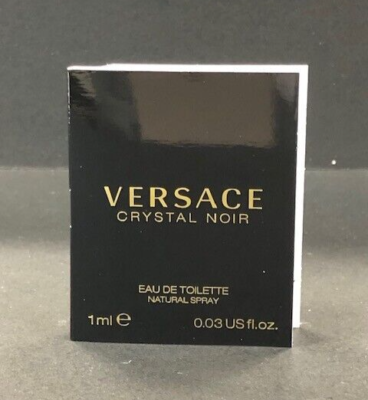 VERSACE
CRYSTAL NOIR
EAU DE TOILETTE
NATURAL SPRAY
1ml ℮ 0.03 US fl.oz.